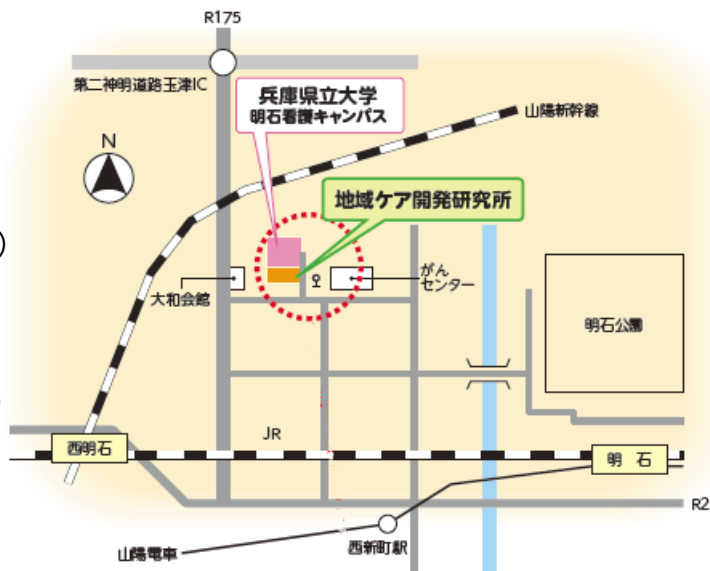 R175
第二神明道路玉津IC
兵庫県立大学
明石看護キャンパス
山陽新幹線
N
地域ケア開発研究所
大和会館
がん
センター
明石公園
JR
西明石
明 石
R2
山陽電車
西新町駅